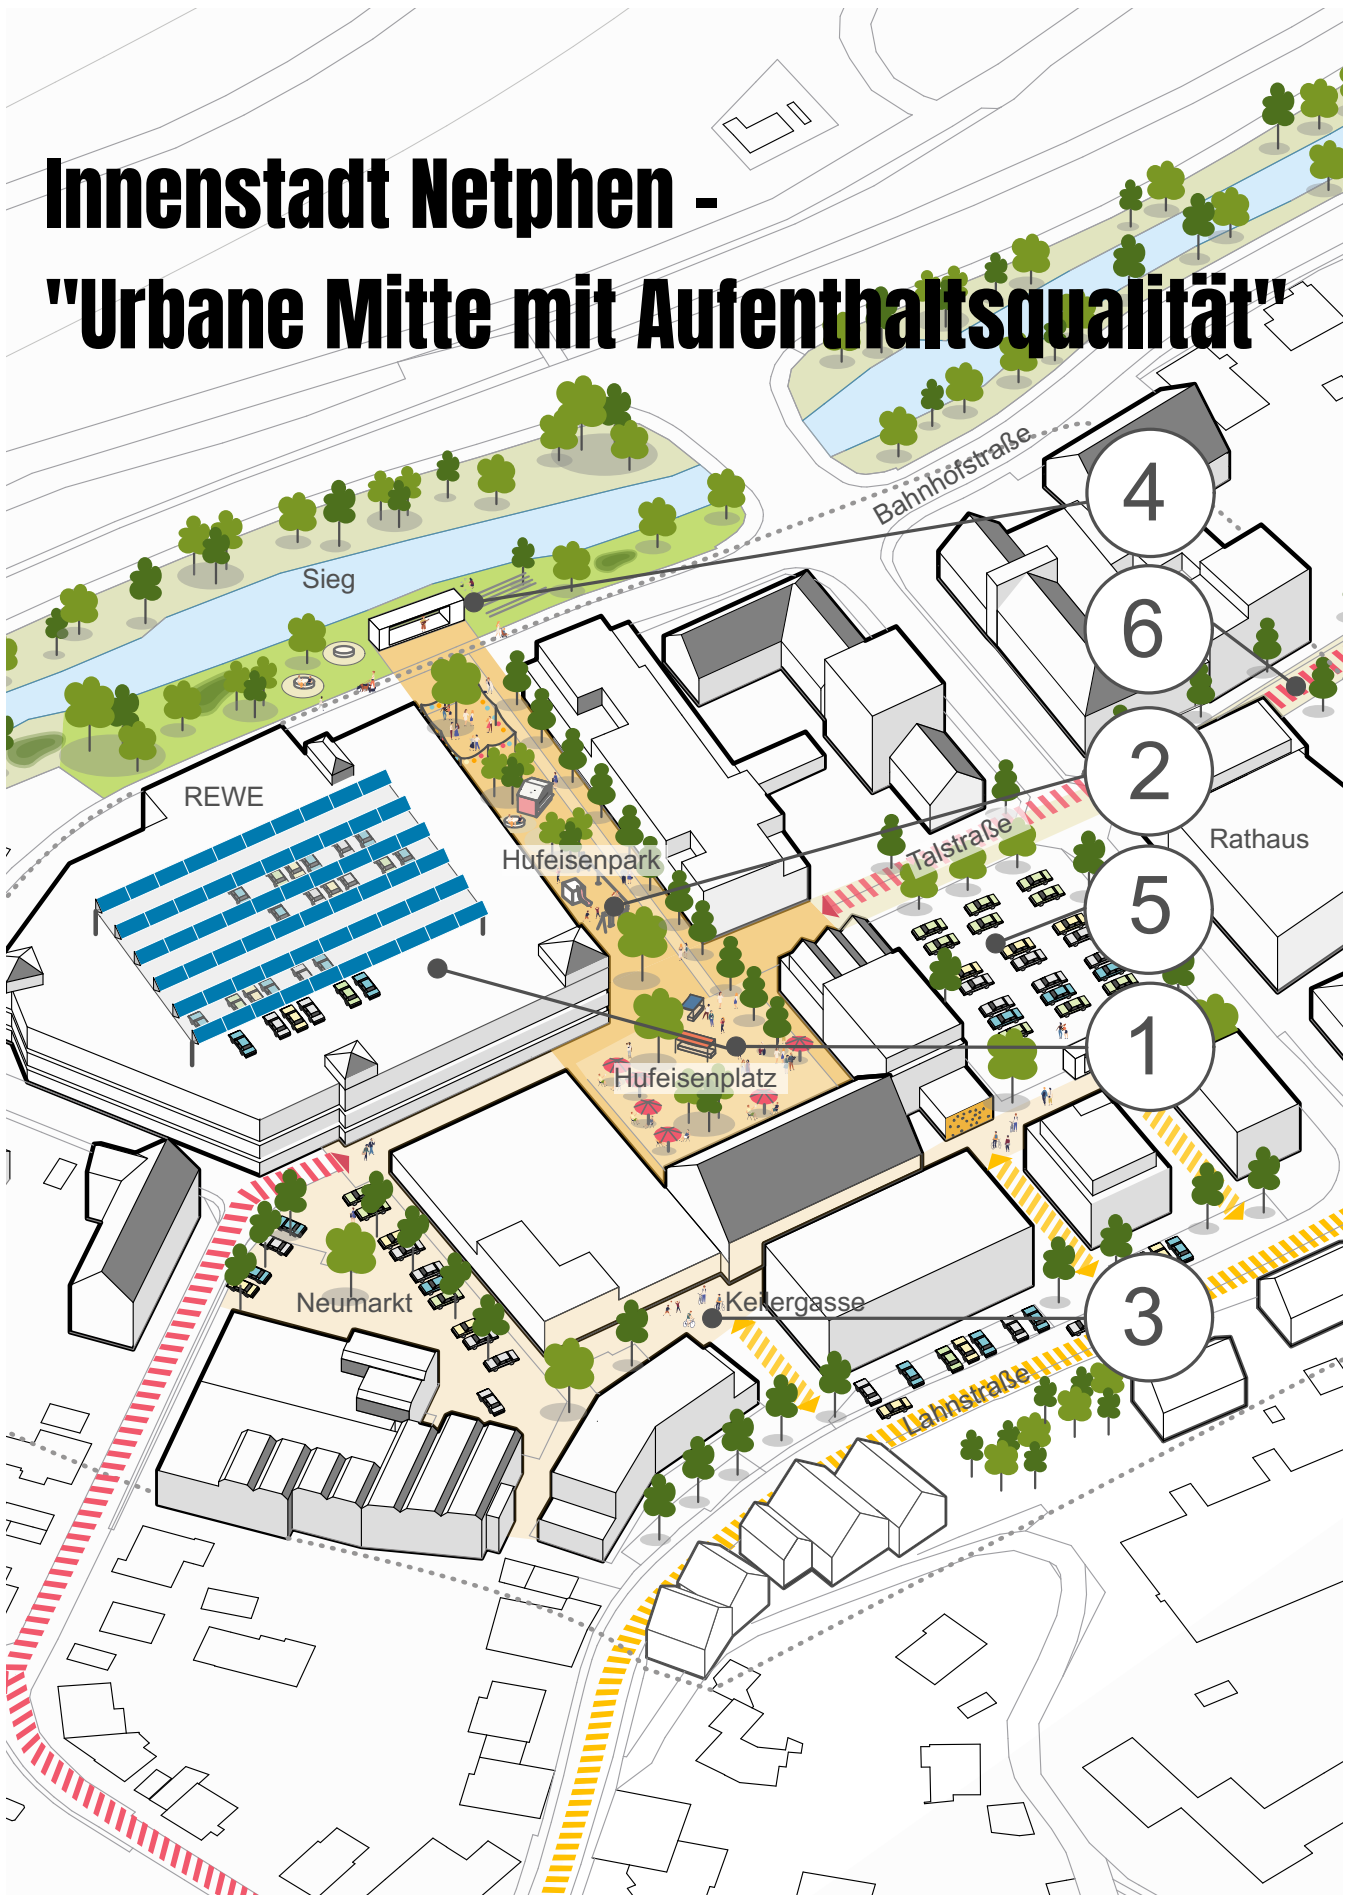 Innenstadt Netphen -
"Urbane Mitte mit Aufenthaltsqualität"
Bahnhofstraße
4
Sieg
6
2
REWE
Talstraße
Rathaus
Hufeisenpark
5
1
Hufeisenplatz
Neumarkt
Keilergasse
3
Lahnstraße